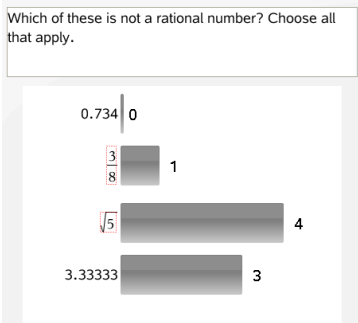 Which of these is not a rational number? Choose all
that apply.
0.734 0
3/8 1
√5 4
3.33333 3